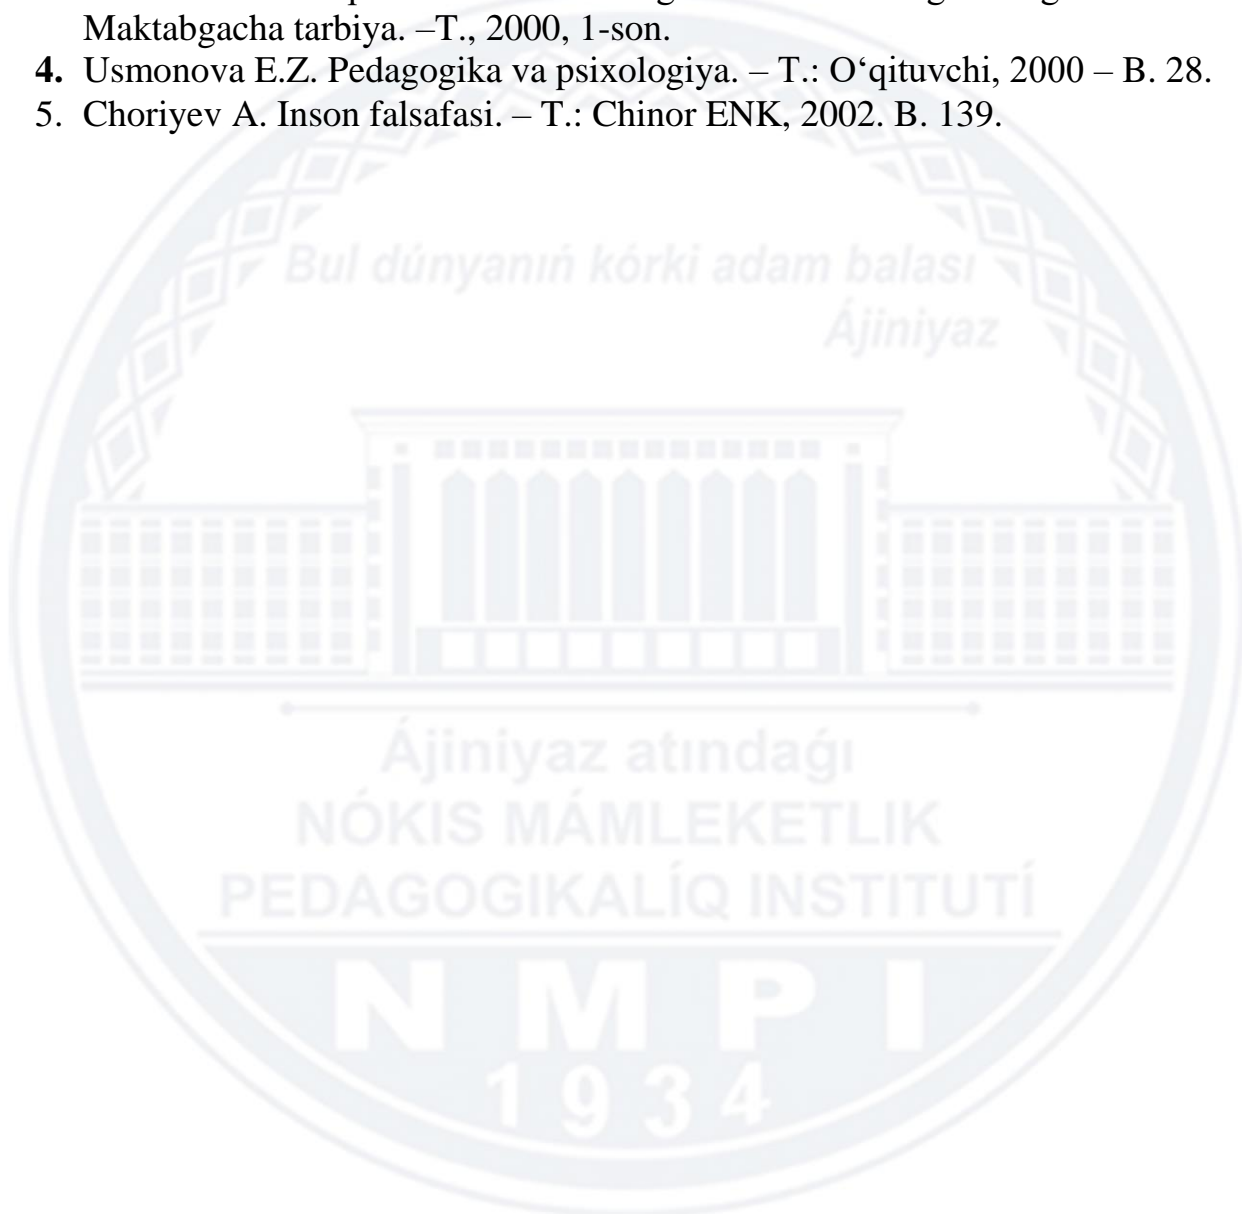 Maktabgacha tarbiya. –T., 2000, 1-son.
4. Usmonova E.Z. Pedagogika va psixologiya. – T.: O‘qituvchi, 2000 – B. 28.
5. Choriyev A. Inson falsafasi. – T.: Chinor ENK, 2002. B. 139.
Bul dúnyanıń kórki adam balası
Ájiniyaz
Ájiniyaz atındaǵı
NÓKIS MÁMLEKETLIK
PEDAGOGIKALÍQ INSTITUTÍ
NMPI
1934